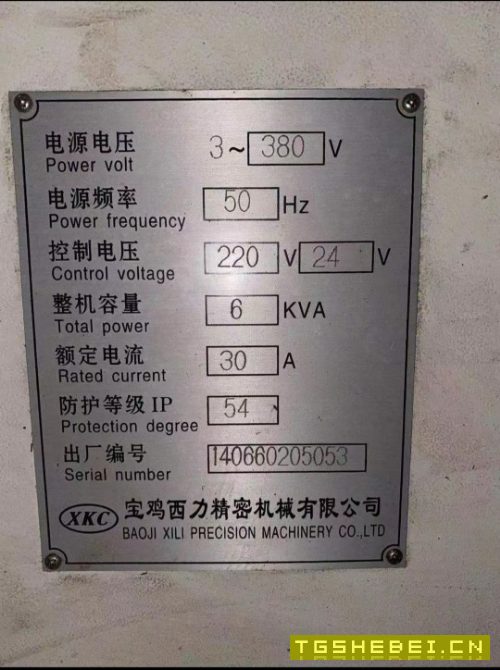 电源电压 3~ 380 V
Power volt
电源频率 50 Hz
Power frequency
控制电压 220 V 24 V
Control voltage
整机容量 6 KVA
Total power
额定电流 30 A
Rated current
防护等级 IP 54
Protection degree
出厂编号 140660205053
Serial number
XKC 宝鸡西力精密机械有限公司
BAOJI XILI PRECISION MACHINERY CO.,LTD
TGSHEBEI.CN